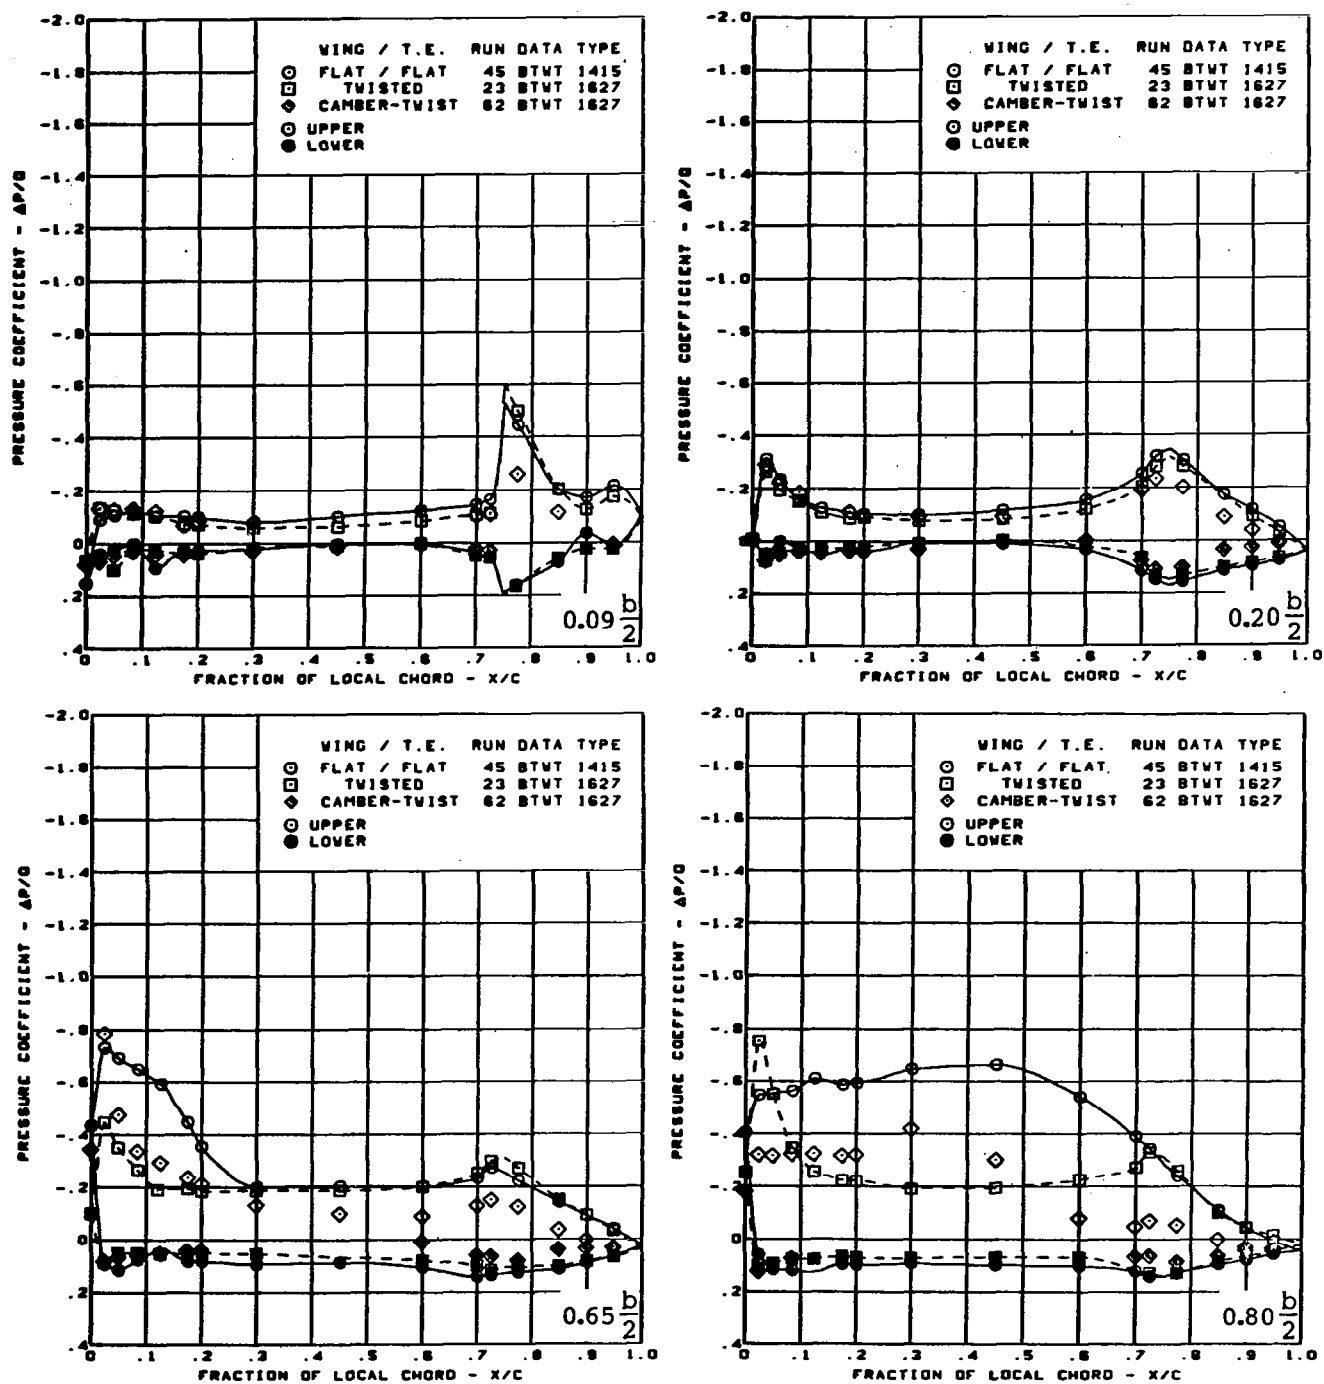 -2.0
-1.8
-1.6
-1.4
-1.2
-1.0
-.8
-.6
-.4
-.2
0
.2
.4
PRESSURE COEFFICIENT - ΔP/Q
WING / T.E. RUN DATA TYPE
FLAT / FLAT 45 BTWT 1415
TWISTED 23 BTWT 1627
CAMBER-TWIST 62 BTWT 1627
UPPER
LOWER
0.09 b/2
0 .1 .2 .3 .4 .5 .6 .7 .8 .9 1.0
FRACTION OF LOCAL CHORD - X/C
-2.0
-1.8
-1.6
-1.4
-1.2
-1.0
-.8
-.6
-.4
-.2
0
.2
.4
PRESSURE COEFFICIENT - ΔP/Q
WING / T.E. RUN DATA TYPE
FLAT / FLAT 45 BTWT 1415
TWISTED 23 BTWT 1627
CAMBER-TWIST 62 BTWT 1627
UPPER
LOWER
0.20 b/2
0 .1 .2 .3 .4 .5 .6 .7 .8 .9 1.0
FRACTION OF LOCAL CHORD - X/C
-2.0
-1.8
-1.6
-1.4
-1.2
-1.0
-.8
-.6
-.4
-.2
0
.2
.4
PRESSURE COEFFICIENT - ΔP/Q
WING / T.E. RUN DATA TYPE
FLAT / FLAT 45 BTWT 1415
TWISTED 23 BTWT 1627
CAMBER-TWIST 62 BTWT 1627
UPPER
LOWER
0.65 b/2
0 .1 .2 .3 .4 .5 .6 .7 .8 .9 1.0
FRACTION OF LOCAL CHORD - X/C
-2.0
-1.8
-1.6
-1.4
-1.2
-1.0
-.8
-.6
-.4
-.2
0
.2
.4
PRESSURE COEFFICIENT - ΔP/Q
WING / T.E. RUN DATA TYPE
FLAT / FLAT 45 BTWT 1415
TWISTED 23 BTWT 1627
CAMBER-TWIST 62 BTWT 1627
UPPER
LOWER
0.80 b/2
0 .1 .2 .3 .4 .5 .6 .7 .8 .9 1.0
FRACTION OF LOCAL CHORD - X/C